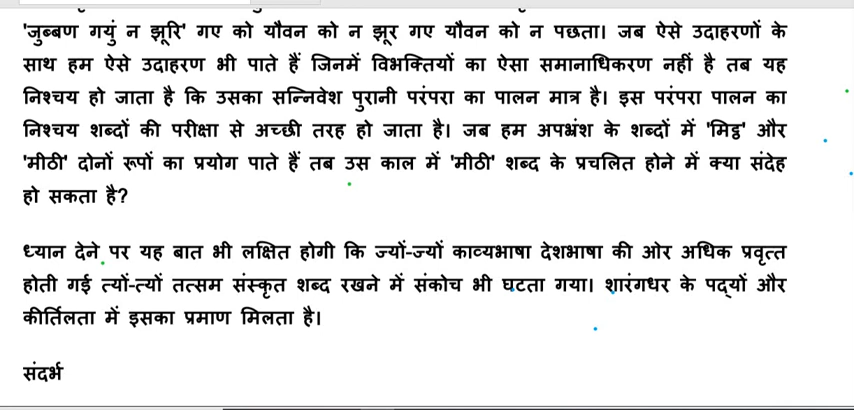 'जुब्बण गयुं न झूरि' गए को यौवन को न झूर गए यौवन को न पछता। जब ऐसे उदाहरणों के
साथ हम ऐसे उदाहरण भी पाते हैं जिनमें विभक्तियों का ऐसा समानाधिकरण नहीं है तब यह
निश्चय हो जाता है कि उसका सन्निवेश पुरानी परंपरा का पालन मात्र है। इस परंपरा पालन का
निश्चय शब्दों की परीक्षा से अच्छी तरह हो जाता है। जब हम अपभ्रंश के शब्दों में 'मिट्ठ' और
'मीठी' दोनों रूपों का प्रयोग पाते हैं तब उस काल में 'मीठी' शब्द के प्रचलित होने में क्या संदेह
हो सकता है?
ध्यान देने पर यह बात भी लक्षित होगी कि ज्यों-ज्यों काव्यभाषा देशभाषा की ओर अधिक प्रवृत्त
होती गई त्यों-त्यों तत्सम संस्कृत शब्द रखने में संकोच भी घटता गया। शारंगधर के पद्यों और
कीर्तिलता में इसका प्रमाण मिलता है।
संदर्भ